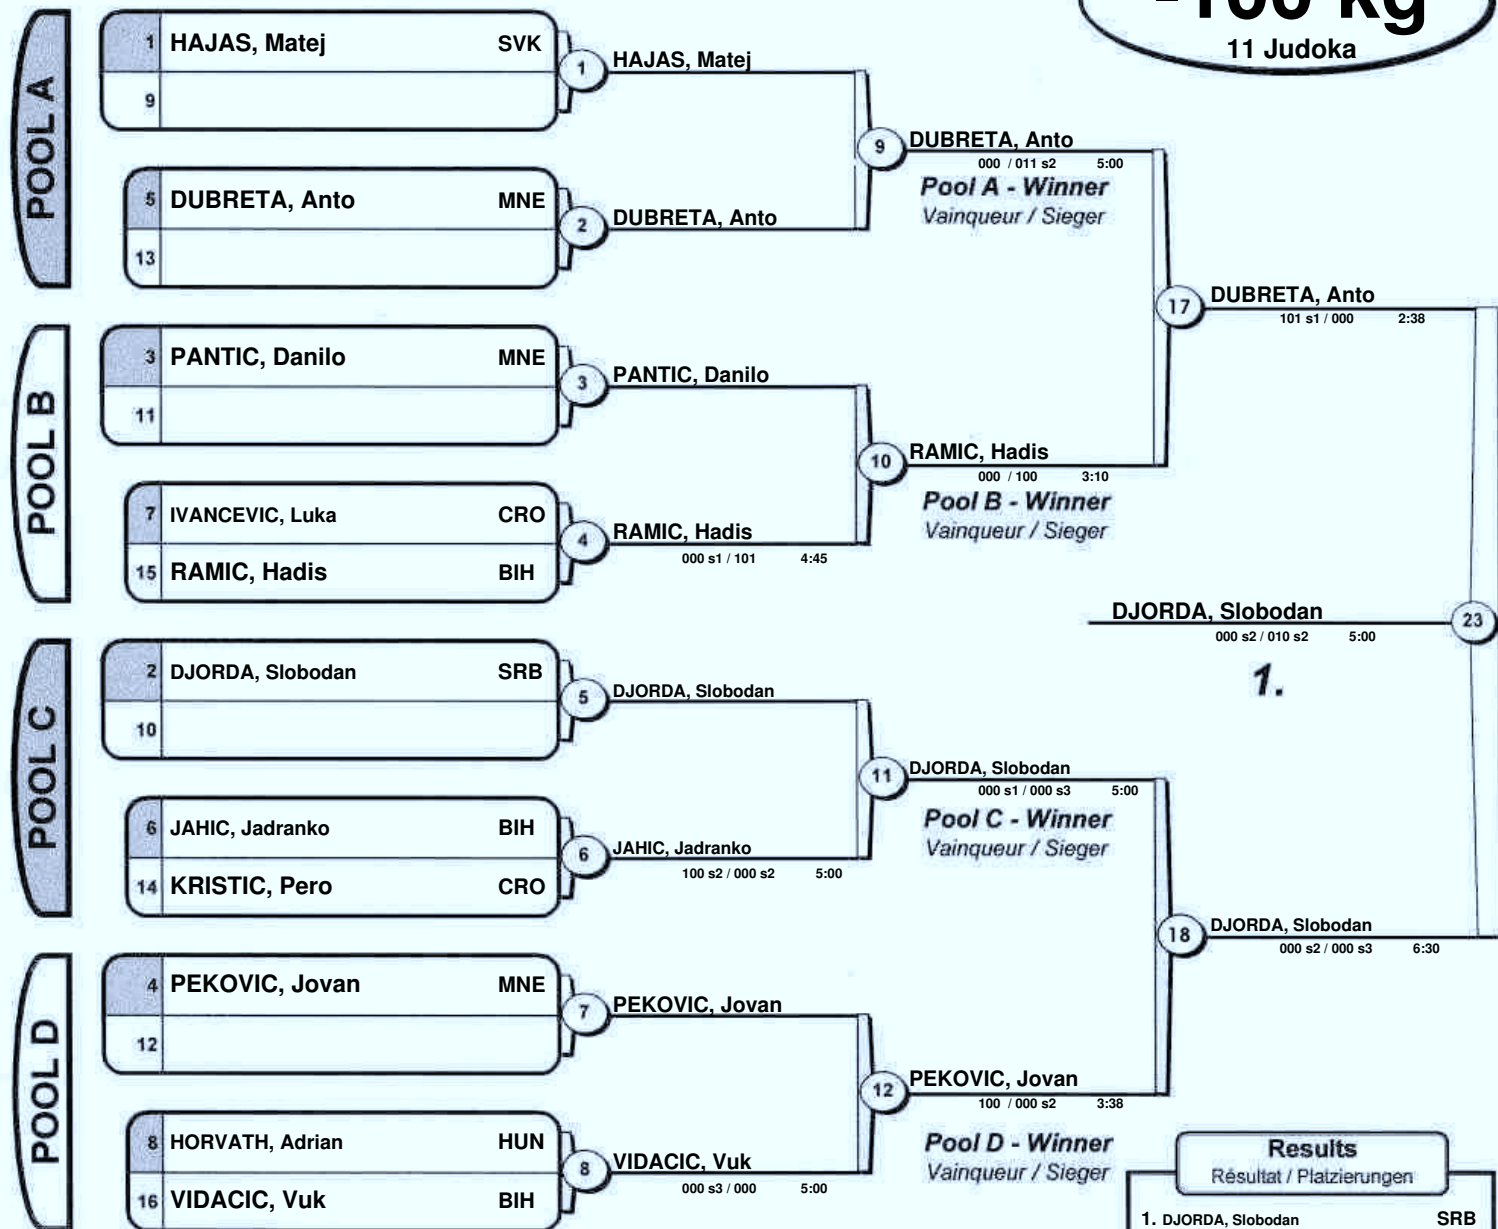 -100 kg
11 Judoka
POOL A
1 HAJAS, Matej SVK
9
1 HAJAS, Matej
5 DUBRETA, Anto MNE
13
2 DUBRETA, Anto
9 DUBRETA, Anto
000 / 011 s2 5:00
Pool A - Winner
Vainqueur / Sieger
POOL B
3 PANTIC, Danilo MNE
11
3 PANTIC, Danilo
7 IVANCEVIC, Luka CRO
15 RAMIC, Hadis BIH
4 RAMIC, Hadis
000 s1 / 101 4:45
10 RAMIC, Hadis
000 / 100 3:10
Pool B - Winner
Vainqueur / Sieger
17 DUBRETA, Anto
101 s1 / 000 2:38
DJORDA, Slobodan 23
000 s2 / 010 s2 5:00
1.
POOL C
2 DJORDA, Slobodan SRB
10
5 DJORDA, Slobodan
6 JAHIC, Jadranko BIH
14 KRISTIC, Pero CRO
6 JAHIC, Jadranko
100 s2 / 000 s2 5:00
11 DJORDA, Slobodan
000 s1 / 000 s3 5:00
Pool C - Winner
Vainqueur / Sieger
18 DJORDA, Slobodan
000 s2 / 000 s3 6:30
POOL D
4 PEKOVIC, Jovan MNE
12
7 PEKOVIC, Jovan
8 HORVATH, Adrian HUN
16 VIDACIC, Vuk BIH
8 VIDACIC, Vuk
000 s3 / 000 5:00
12 PEKOVIC, Jovan
100 / 000 s2 3:38
Pool D - Winner
Vainqueur / Sieger
Results
Résultat / Platzierungen
1. DJORDA, Slobodan SRB